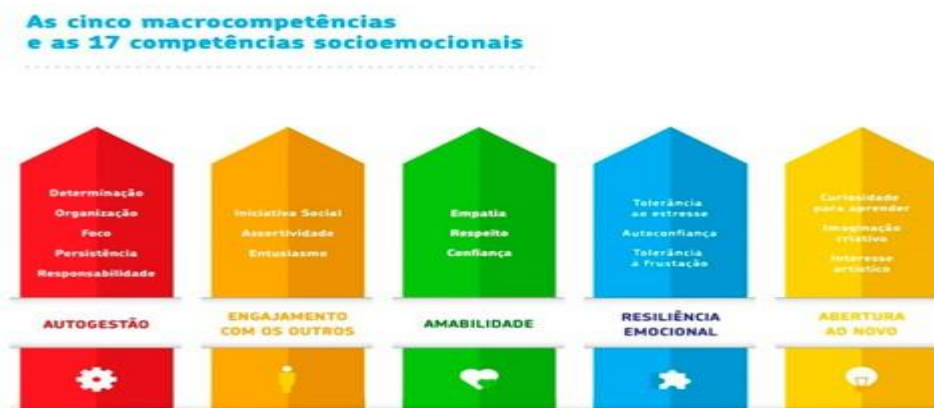 As cinco macrocompetências
e as 17 competências socioemocionais
Determinação
Organização
Foco
Persistência
Responsabilidade
AUTOGESTÃO
Iniciativa Social
Assertividade
Entusiasmo
ENGAJAMENTO
COM OS OUTROS
Empatia
Respeito
Confiança
AMABILIDADE
Tolerância
ao estresse
Autoconfiança
Tolerância
a frustação
RESILIÊNCIA
EMOCIONAL
Curiosidade
para aprender
Imaginação
criativa
Interesse
artístico
ABERTURA
AO NOVO